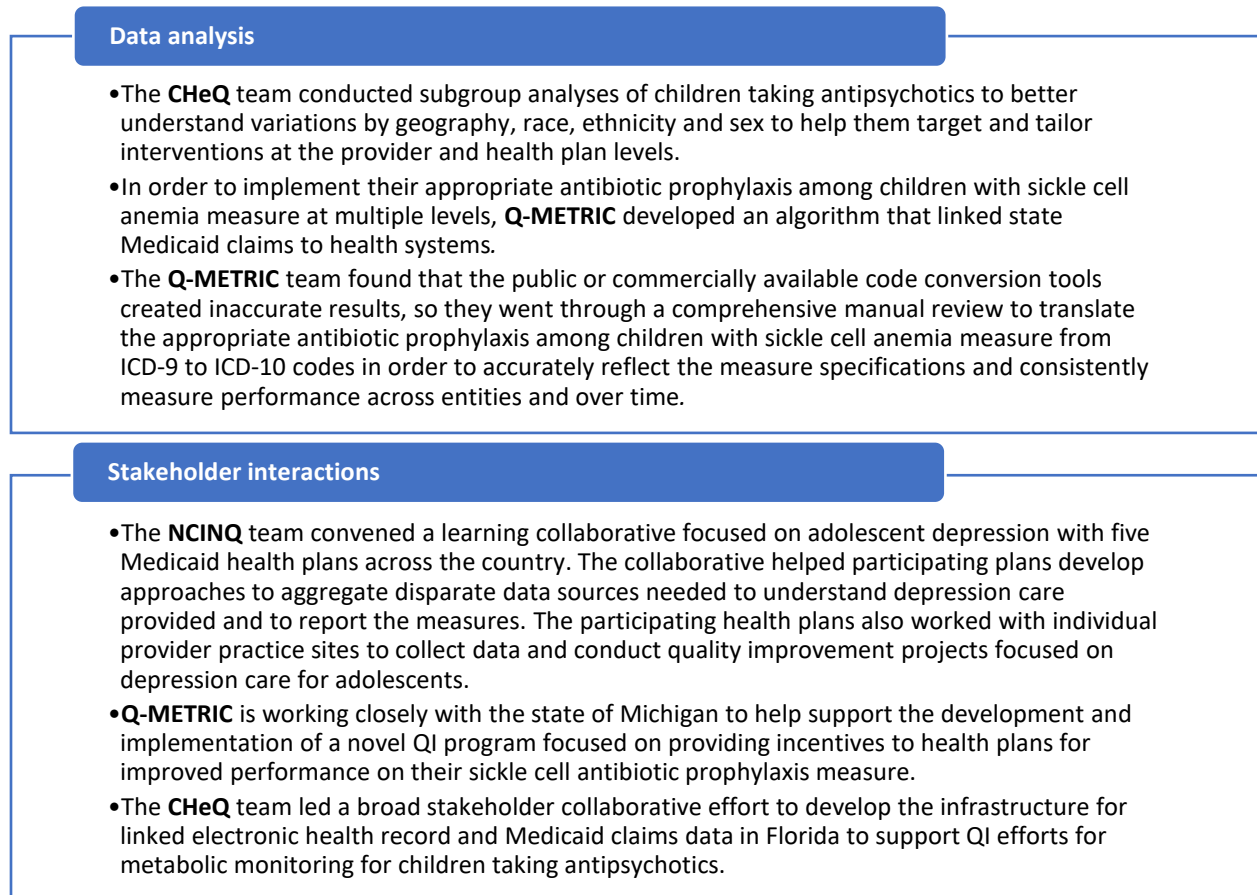 Data analysis
•The CHeQ team conducted subgroup analyses of children taking antipsychotics to better
understand variations by geography, race, ethnicity and sex to help them target and tailor
interventions at the provider and health plan levels.
•In order to implement their appropriate antibiotic prophylaxis among children with sickle cell
anemia measure at multiple levels, Q-METRIC developed an algorithm that linked state
Medicaid claims to health systems.
•The Q-METRIC team found that the public or commercially available code conversion tools
created inaccurate results, so they went through a comprehensive manual review to translate
the appropriate antibiotic prophylaxis among children with sickle cell anemia measure from
ICD-9 to ICD-10 codes in order to accurately reflect the measure specifications and consistently
measure performance across entities and over time.
Stakeholder interactions
•The NCINQ team convened a learning collaborative focused on adolescent depression with five
Medicaid health plans across the country. The collaborative helped participating plans develop
approaches to aggregate disparate data sources needed to understand depression care
provided and to report the measures. The participating health plans also worked with individual
provider practice sites to collect data and conduct quality improvement projects focused on
depression care for adolescents.
•Q-METRIC is working closely with the state of Michigan to help support the development and
implementation of a novel QI program focused on providing incentives to health plans for
improved performance on their sickle cell antibiotic prophylaxis measure.
•The CHeQ team led a broad stakeholder collaborative effort to develop the infrastructure for
linked electronic health record and Medicaid claims data in Florida to support QI efforts for
metabolic monitoring for children taking antipsychotics.